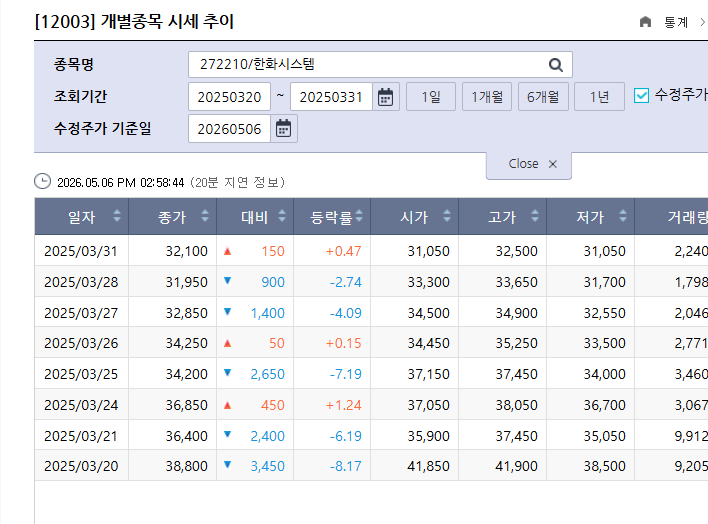 [12003] 개별종목 시세 추이 통계
종목명 272210/한화시스템
조회기간 20250320 ~ 20250331 1일 1개월 6개월 1년 수정주가
수정주가 기준일 20260506
Close ×
2026.05.06 PM 02:58:44 (20분 지연 정보)
일자 종가 대비 등락률 시가 고가 저가 거래량
2025/03/31 32,100 ▲ 150 +0.47 31,050 32,500 31,050 2,240
2025/03/28 31,950 ▼ 900 -2.74 33,300 33,650 31,700 1,798
2025/03/27 32,850 ▼ 1,400 -4.09 34,500 34,900 32,550 2,046
2025/03/26 34,250 ▲ 50 +0.15 34,450 35,250 33,500 2,771
2025/03/25 34,200 ▼ 2,650 -7.19 37,150 37,450 34,000 3,460
2025/03/24 36,850 ▲ 450 +1.24 37,050 38,050 36,700 3,067
2025/03/21 36,400 ▼ 2,400 -6.19 35,900 37,450 35,050 9,912
2025/03/20 38,800 ▼ 3,450 -8.17 41,850 41,900 38,500 9,205